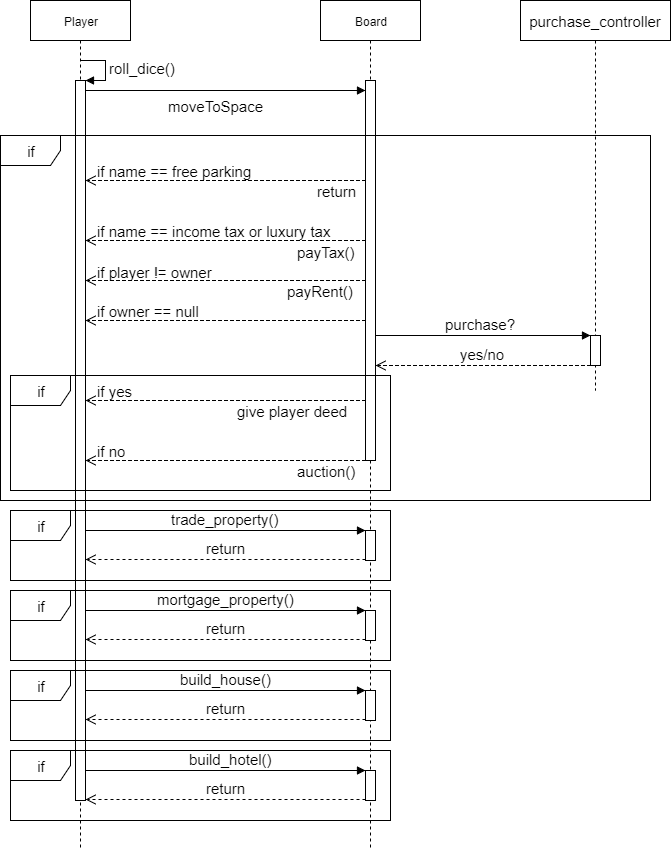 Player
Board
purchase_controller
roll_dice()
moveToSpace
if
if name == free parking
return
if name == income tax or luxury tax
payTax()
if player != owner
payRent()
if owner == null
purchase?
yes/no
if
if yes
give player deed
if no
auction()
if
trade_property()
return
if
mortgage_property()
return
if
build_house()
return
if
build_hotel()
return